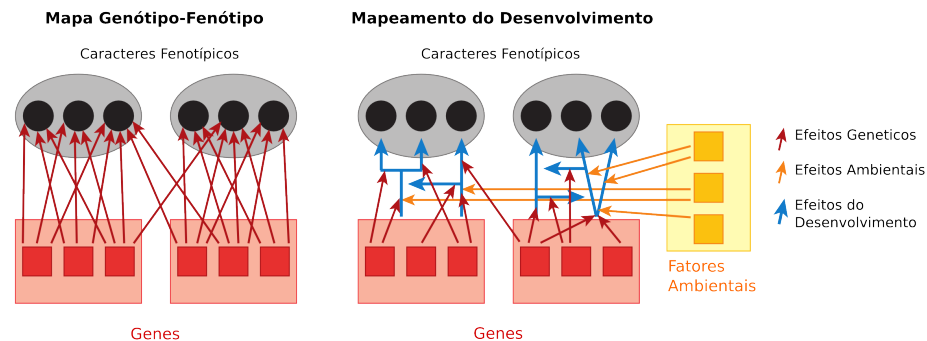 Mapa Genótipo-Fenótipo
Caracteres Fenotípicos
Genes
Mapeamento do Desenvolvimento
Caracteres Fenotípicos
Genes
Fatores
Ambientais
Efeitos Geneticos
Efeitos Ambientais
Efeitos do
Desenvolvimento